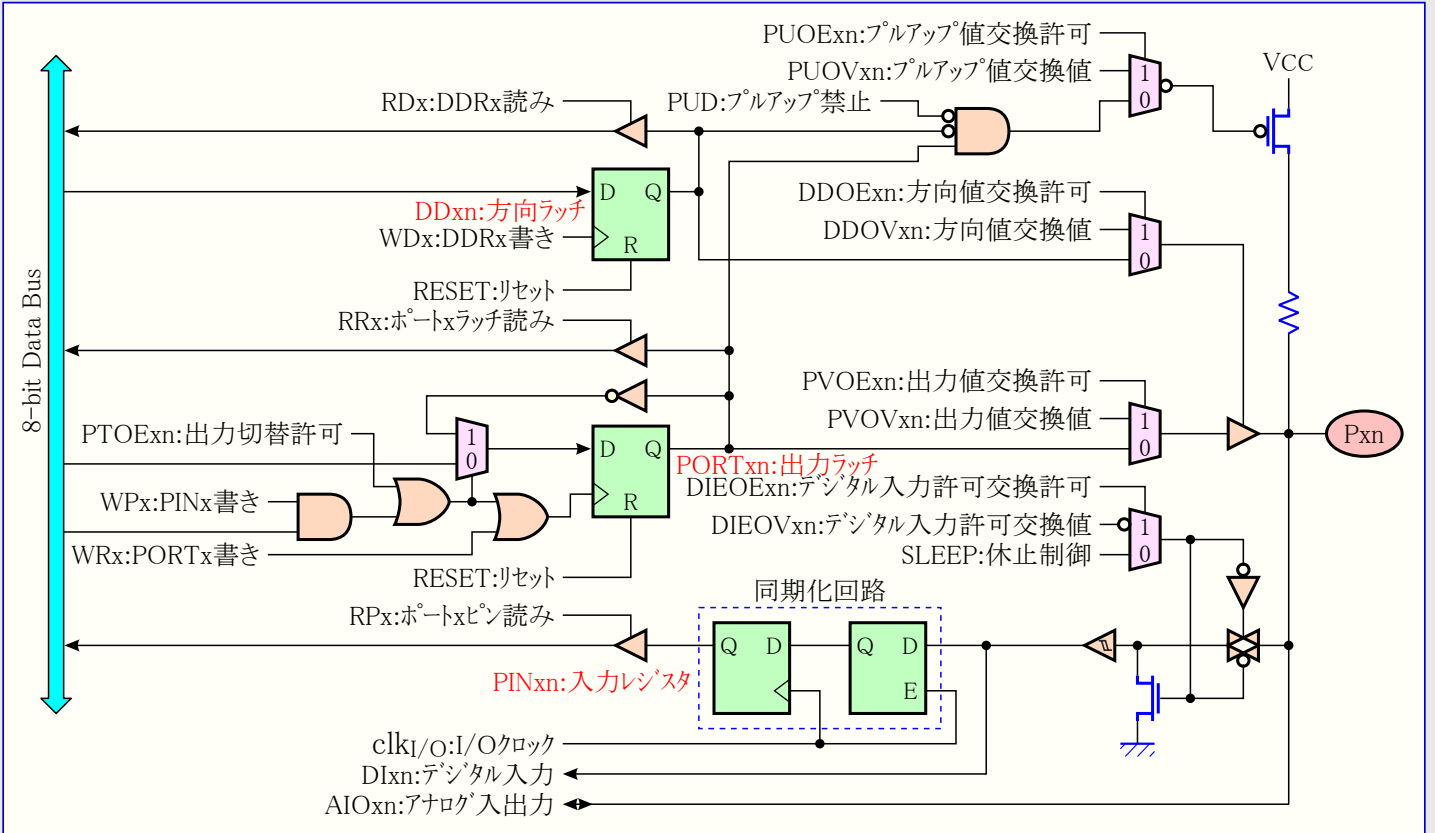 PUOExn:プルアップ値交換許可
PUOVxn:プルアップ値交換値
VCC
1
0
RDx:DDRx読み
PUD:プルアップ禁止
D
Q
R
DDxn:方向ラッチ
WDx:DDRx書き
RESET:リセット
DDOExn:方向値交換許可
DDOVxn:方向値交換値
1
0
8-bit Data Bus
RRx:ポートxラッチ読み
PVOExn:出力値交換許可
PVOVxn:出力値交換値
1
0
Pxn
PTOExn:出力切替許可
1
0
D
Q
R
PORTxn:出力ラッチ
WPx:PINx書き
WRx:PORTx書き
RESET:リセット
DIEOExn:デジタル入力許可交換許可
DIEOVxn:デジタル入力許可交換値
SLEEP:休止制御
1
0
同期化回路
RPx:ポートxピン読み
Q
D
Q
D
E
PINxn:入力レジスタ
clkI/O:I/Oクロック
DIxn:デジタル入力
AIOxn:アナログ入出力